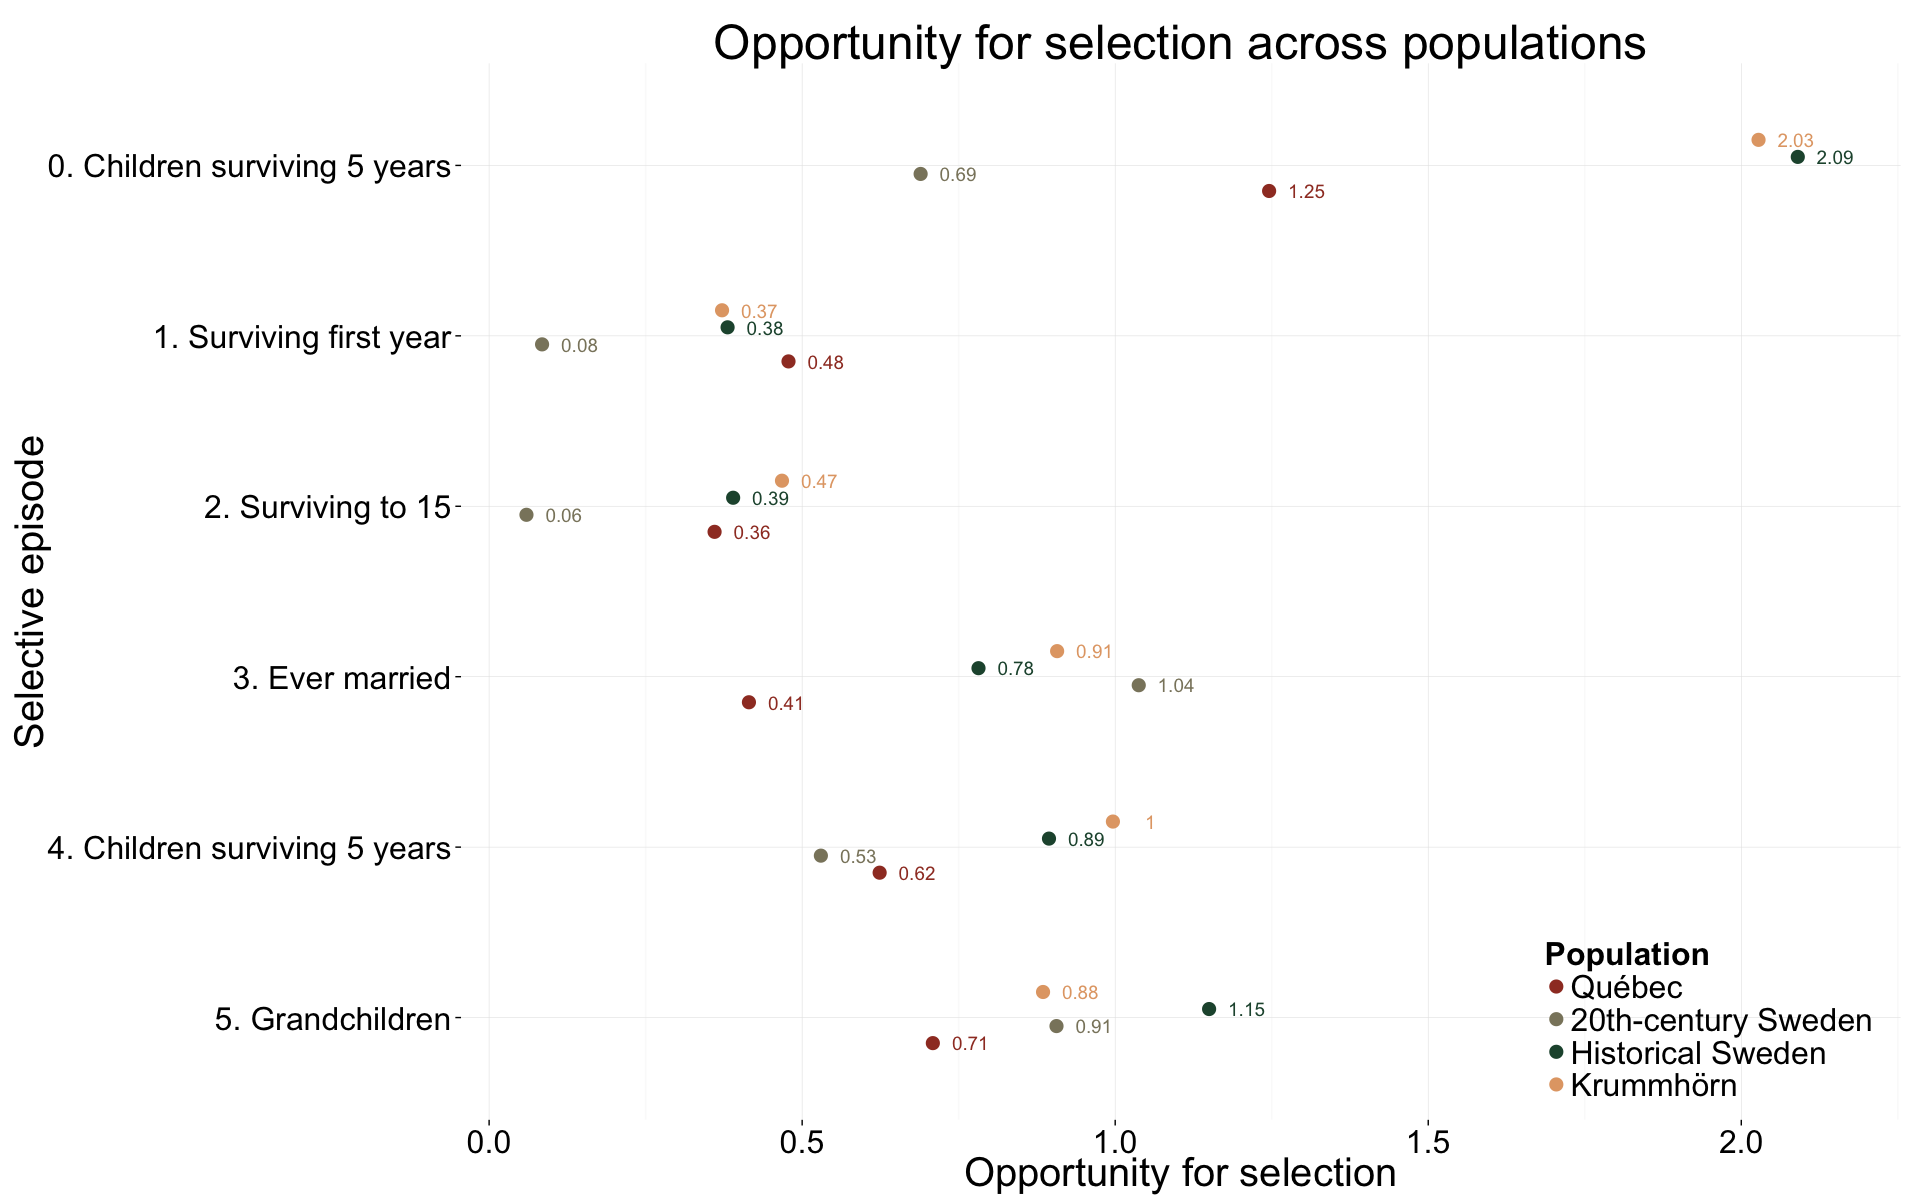 Opportunity for selection across populations
Selective episode
0. Children surviving 5 years
2.03
2.09
0.69
1.25
1. Surviving first year
0.37
0.38
0.08
0.48
2. Surviving to 15
0.47
0.39
0.06
0.36
3. Ever married
0.91
0.78
1.04
0.41
4. Children surviving 5 years
1
0.89
0.53
0.62
5. Grandchildren
0.88
1.15
0.91
0.71
Population
Québec
20th-century Sweden
Historical Sweden
Krummhörn
0.0 0.5 1.0 1.5 2.0
Opportunity for selection